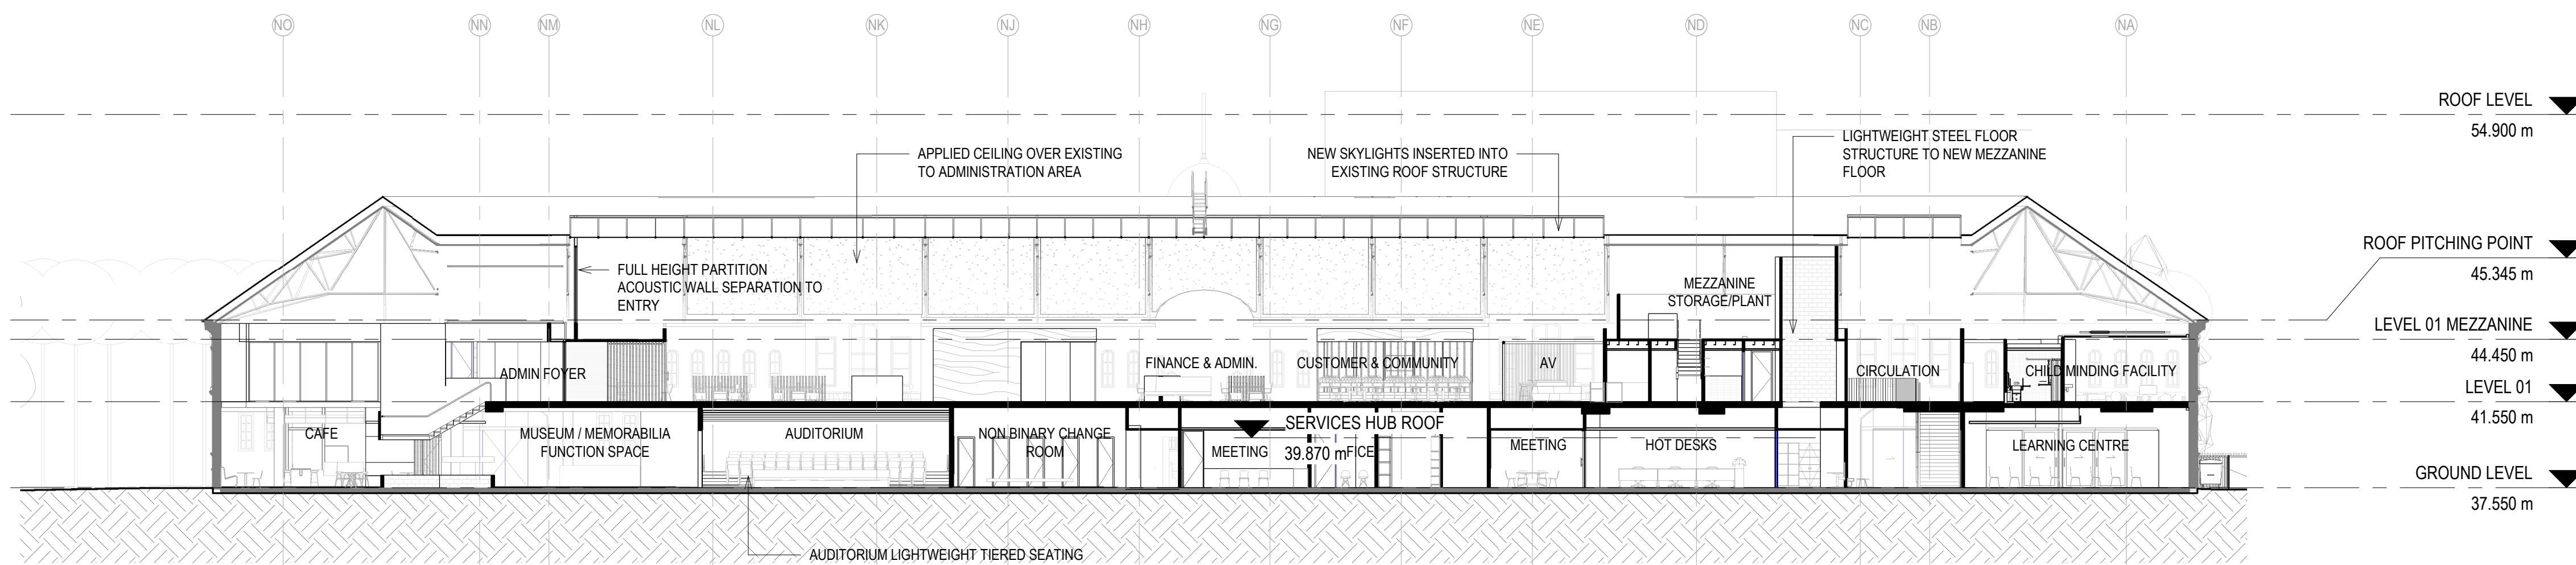 NO NN NM NL NK NJ NH NG NF NE ND NC NB NA
ROOF LEVEL
54.900 m
APPLIED CEILING OVER EXISTING
TO ADMINISTRATION AREA
NEW SKYLIGHTS INSERTED INTO
EXISTING ROOF STRUCTURE
LIGHTWEIGHT STEEL FLOOR
STRUCTURE TO NEW MEZZANINE
FLOOR
ROOF PITCHING POINT
45.345 m
FULL HEIGHT PARTITION
ACOUSTIC WALL SEPARATION TO
ENTRY
MEZZANINE
STORAGE/PLANT
LEVEL 01 MEZZANINE
44.450 m
ADMIN FOYER
FINANCE & ADMIN.
CUSTOMER & COMMUNITY
AV
CIRCULATION
CHILD MINDING FACILITY
LEVEL 01
41.550 m
CAFE
MUSEUM / MEMORABILIA
FUNCTION SPACE
AUDITORIUM
NON BINARY CHANGE
ROOM
MEETING
SERVICES HUB ROOF
39.870 m
FICE
MEETING
HOT DESKS
LEARNING CENTRE
GROUND LEVEL
37.550 m
AUDITORIUM LIGHTWEIGHT TIERED SEATING